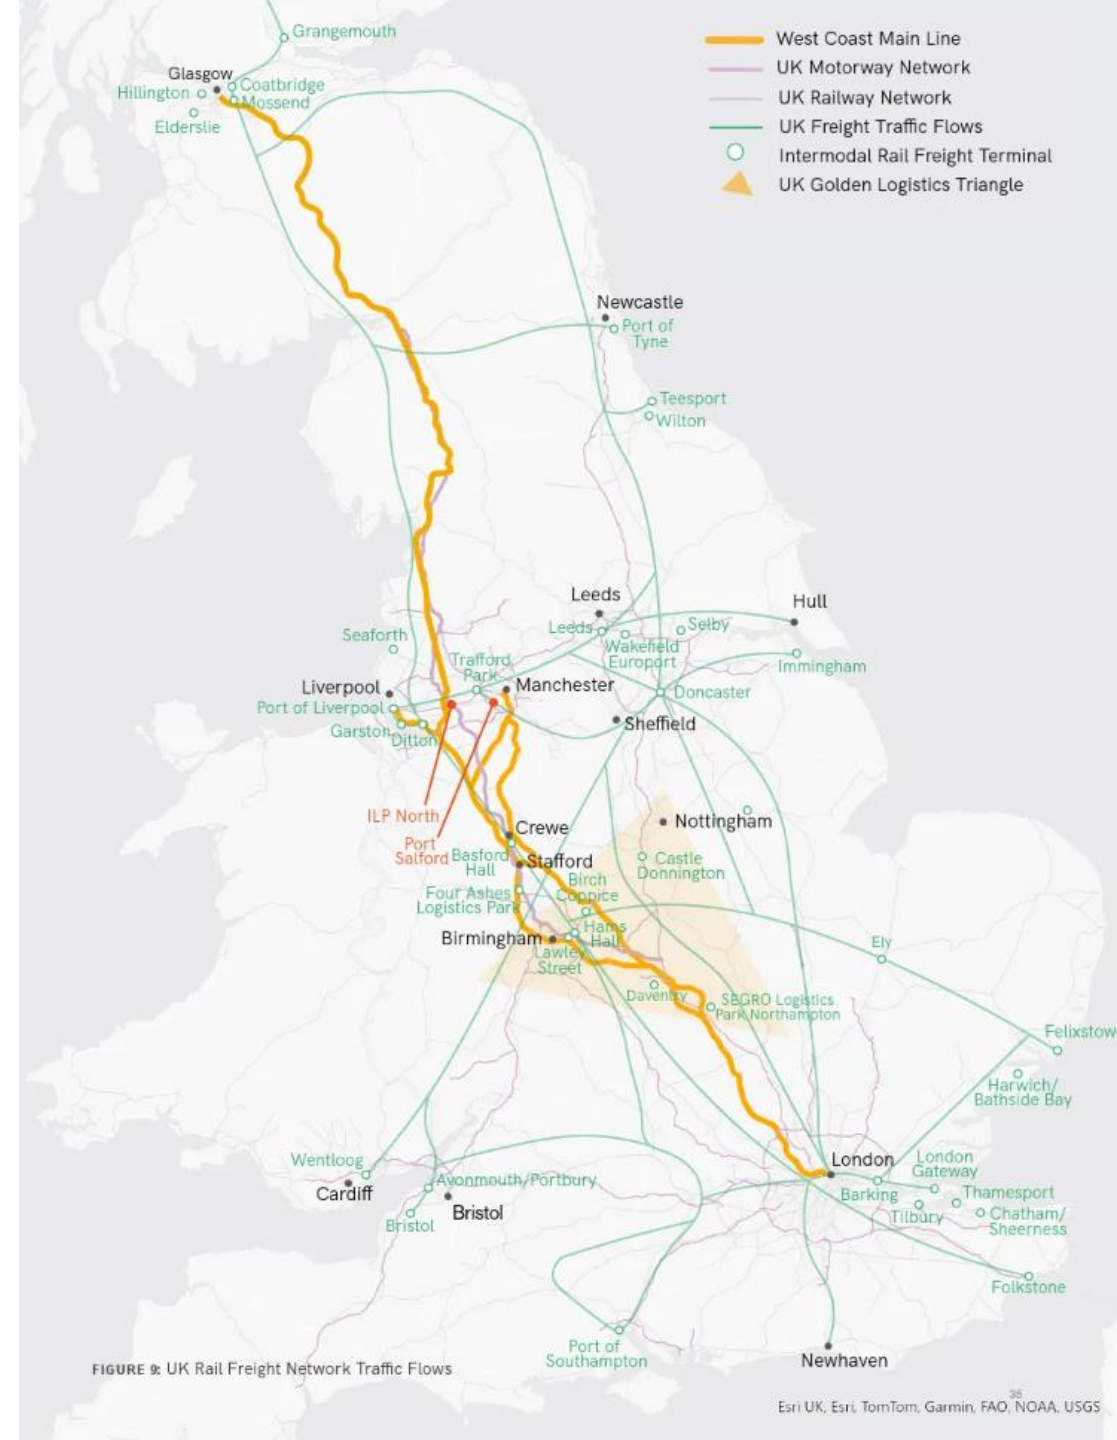 West Coast Main Line
UK Motorway Network
UK Railway Network
UK Freight Traffic Flows
Intermodal Rail Freight Terminal
UK Golden Logistics Triangle
Grangemouth
Glasgow
Coatbridge
Hillington
Mossend
Elderslie
Newcastle
Port of
Tyne
Teesport
Wilton
Leeds
Hull
Leeds
Selby
Wakefield
Europort
Immingham
Seaforth
Trafford
Park
Manchester
Liverpool
Doncaster
Port of Liverpool
Sheffield
Garston
Ditton
ILP North
Port
Salford
Crewe
Nottingham
Basford
Hall
Stafford
Castle
Donnington
Birch
Coppice
Four Ashes
Logistics Park
Hams
Hall
Birmingham
Lawley
Street
Ely
Daventry
SEGRO Logistics
Park Northampton
Felixstow
Harwich/
Bathside Bay
Wentloog
Cardiff
Avonmouth/Portbury
Bristol
Bristol
London
London
Gateway
Barking
Thamesport
Tilbury
Chatham/
Sheerness
Folkstone
Port of
Southampton
Newhaven
FIGURE 9: UK Rail Freight Network Traffic Flows
36
Esri UK, Esri, TomTom, Garmin, FAO, NOAA, USGS